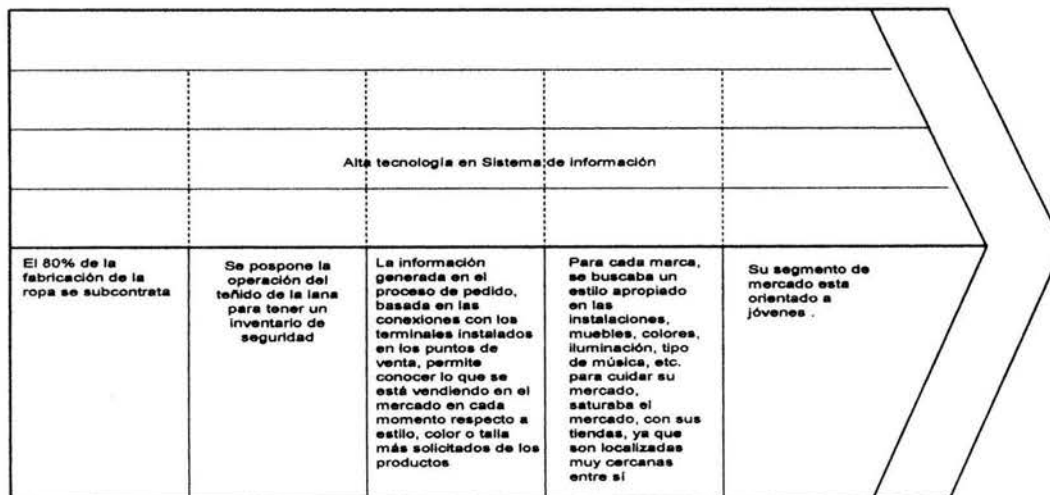 Alta tecnología en Sistema de información
El 80% de la
fabricación de la
ropa se subcontrata
Se pospone la
operación del
teñido de la lana
para tener un
inventario de
seguridad
La información
generada en el
proceso de pedido,
basada en las
conexiones con los
terminales instalados
en los puntos de
venta, permite
conocer lo que se
está vendiendo en el
mercado en cada
momento respecto a
estilo, color o talla
más solicitados de los
productos
Para cada marca,
se buscaba un
estilo apropiado
en las
instalaciones,
muebles, colores,
iluminación, tipo
de música, etc.
para cuidar su
mercado,
saturaba el
mercado, con sus
tiendas, ya que
son localizadas
muy cercanas
entre sí
Su segmento de
mercado esta
orientado a
jóvenes .